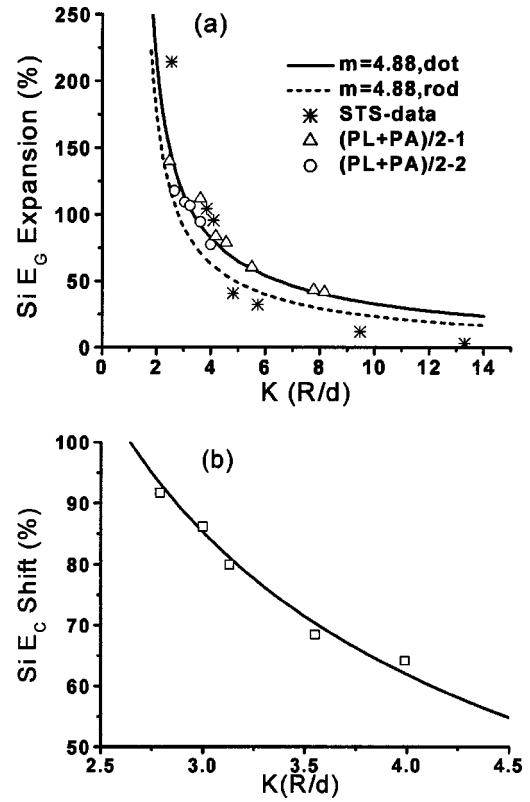 (a)
m=4.88,dot
m=4.88,rod
STS-data
(PL+PA)/2-1
(PL+PA)/2-2
Si E_G Expansion (%)
250
200
150
100
50
0
0 2 4 6 8 10 12 14
K (R/d)
(b)
Si E_C Shift (%)
100
90
80
70
60
50
2.5 3.0 3.5 4.0 4.5
K(R/d)